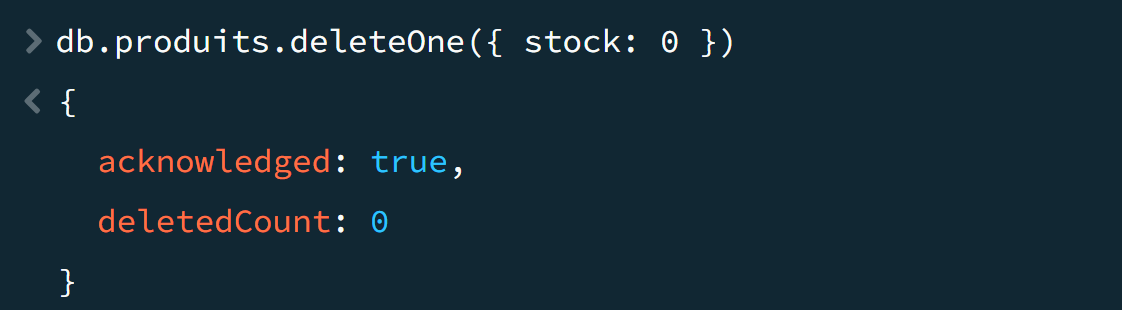 > db.produits.deleteOne({ stock: 0 })
< {
acknowledged: true,
deletedCount: 0
}